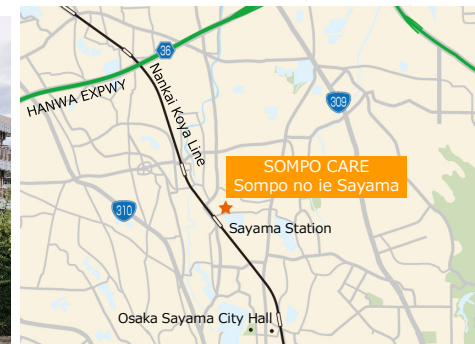 36
HANWA EXPWY
Nankai Koya Line
309
SOMPO CARE
Sompo no ie Sayama
310
Sayama Station
Osaka Sayama City Hall